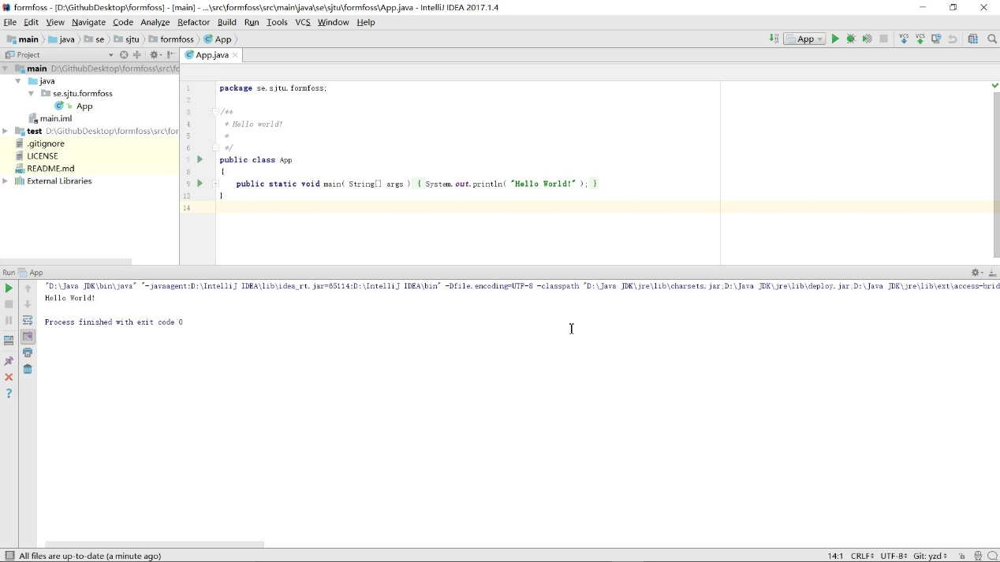 formfoss - [D:\GithubDesktop\formfoss] - [main] - ...\src\formfoss\src\main\java\se\sjtu\formfoss\App.java - IntelliJ IDEA 2017.1.4
File Edit View Navigate Code Analyze Refactor Build Run Tools VCS Window Help
main java se sjtu formfoss App
App
VCS VCS
Project
App.java
main D:\GithubDesktop\formfoss\src\fo
java
se.sjtu.formfoss
App
main.iml
test D:\GithubDesktop\formfoss\src\for
.gitignore
LICENSE
README.md
External Libraries
1 package se.sjtu.formfoss;
2
3 /**
4 * Hello world!
5 *
6 */
7 public class App
8 {
9 public static void main( String[] args ) { System.out.println( "Hello World!" ); }
13 }
14
Run App
"D:\Java JDK\bin\java" "-javaagent:D:\IntelliJ IDEA\lib\idea_rt.jar=65114:D:\IntelliJ IDEA\bin" -Dfile.encoding=UTF-8 -classpath "D:\Java JDK\jre\lib\charsets.jar;D:\Java JDK\jre\lib\deploy.jar;D:\Java JDK\jre\lib\ext\access-brid
Hello World!
Process finished with exit code 0
All files are up-to-date (a minute ago)
14:1 CRLF UTF-8 Git: yzd